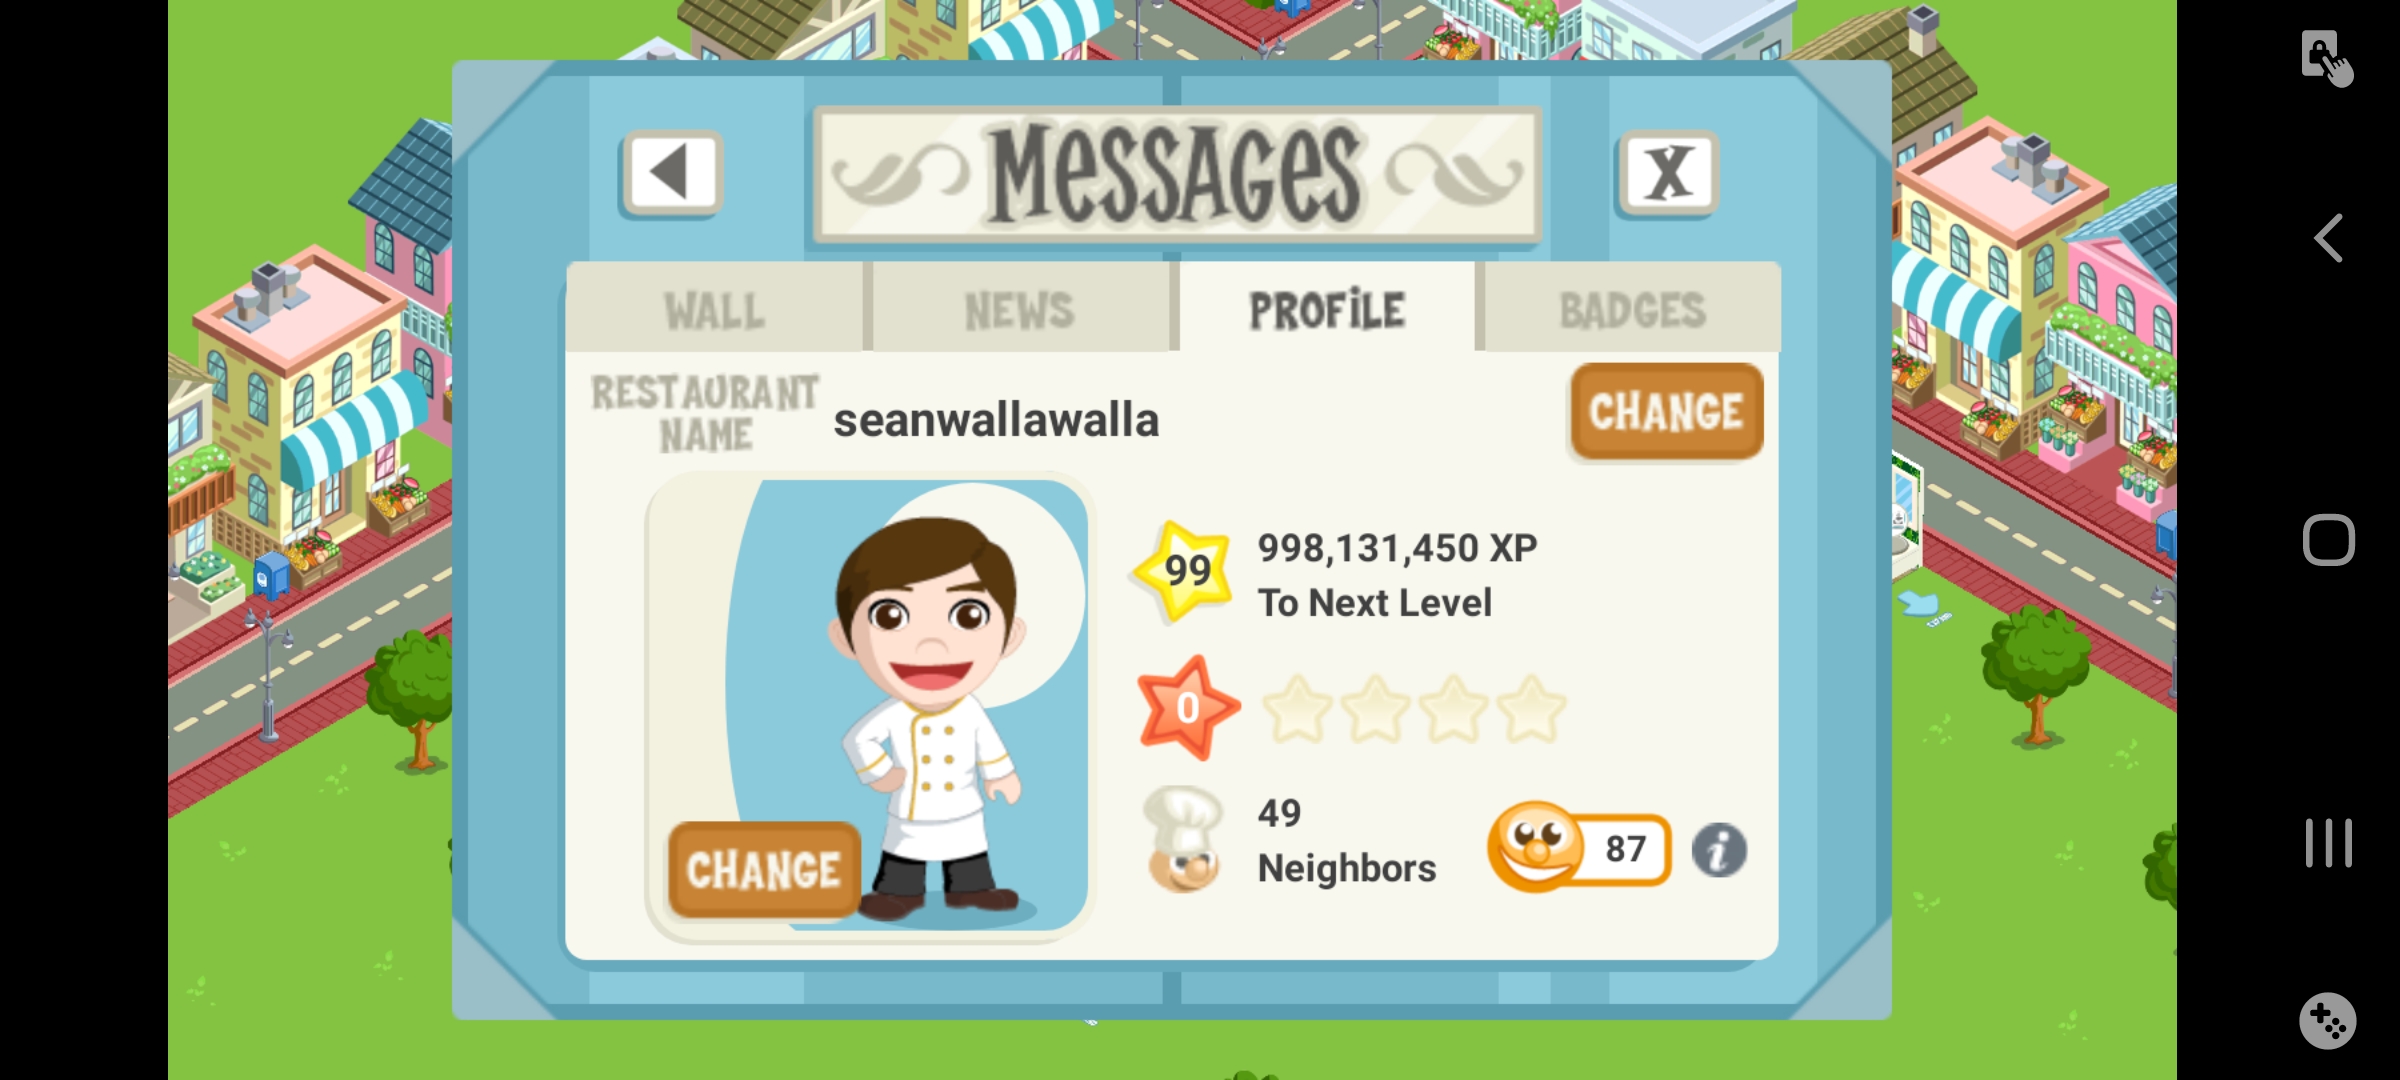 MESSAGES
X
WALL
NEWS
PROFILE
BADGES
RESTAURANT
NAME
seanwallawalla
CHANGE
99
998,131,450 XP
To Next Level
0
49
Neighbors
87
i
CHANGE